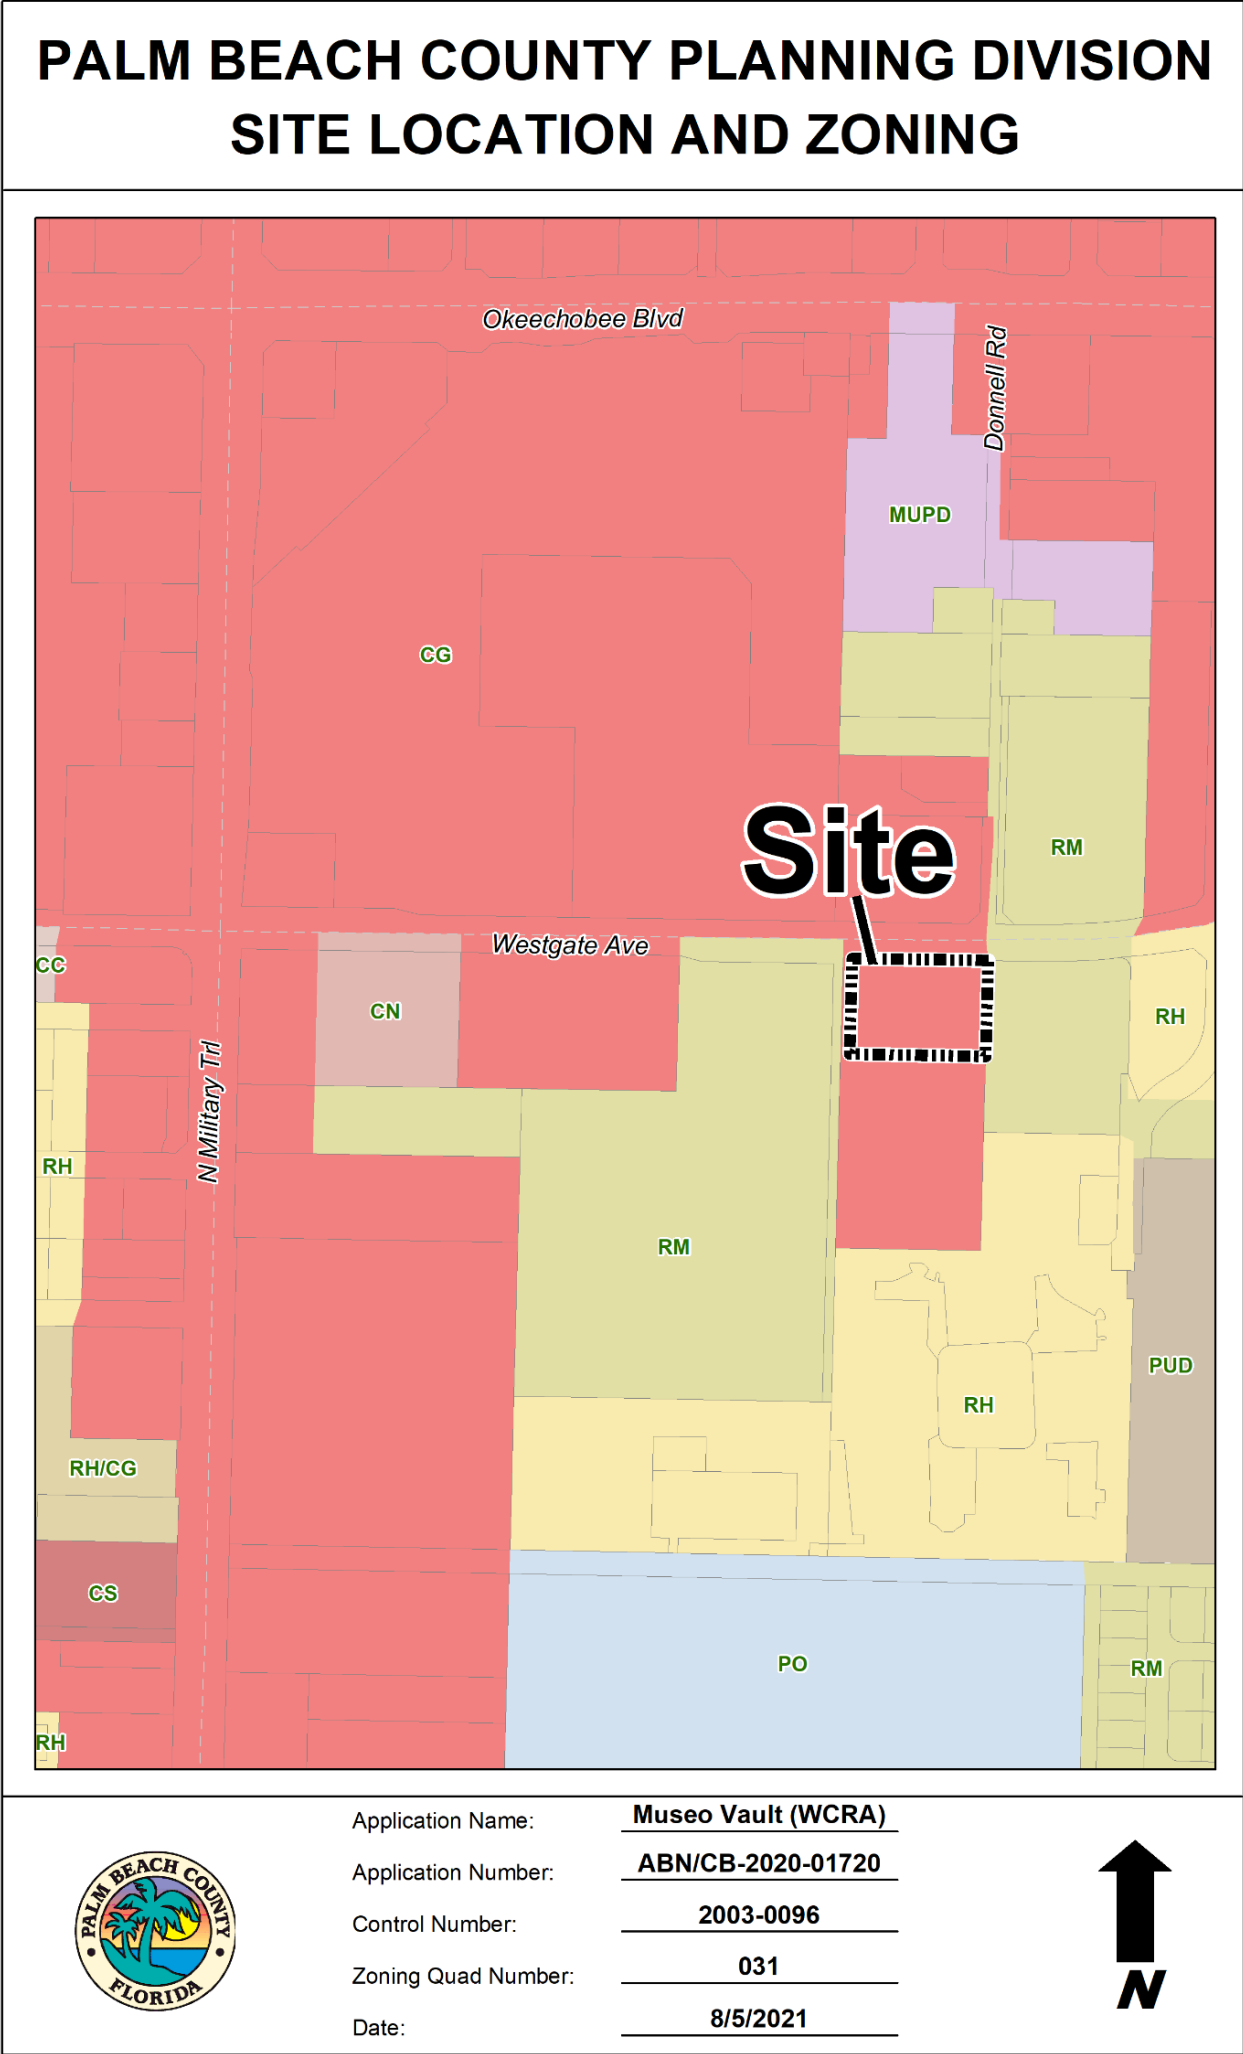 PALM BEACH COUNTY PLANNING DIVISION
SITE LOCATION AND ZONING
Okeechobee Blvd
Donnell Rd
MUPD
CG
Site
RM
Westgate Ave
CC
CN
RH
N Military Trl
RH
RM
PUD
RH
RH/CG
CS
PO
RM
RH
Application Name: Museo Vault (WCRA)
Application Number: ABN/CB-2020-01720
Control Number: 2003-0096
Zoning Quad Number: 031
Date: 8/5/2021
PALM BEACH COUNTY
FLORIDA
N